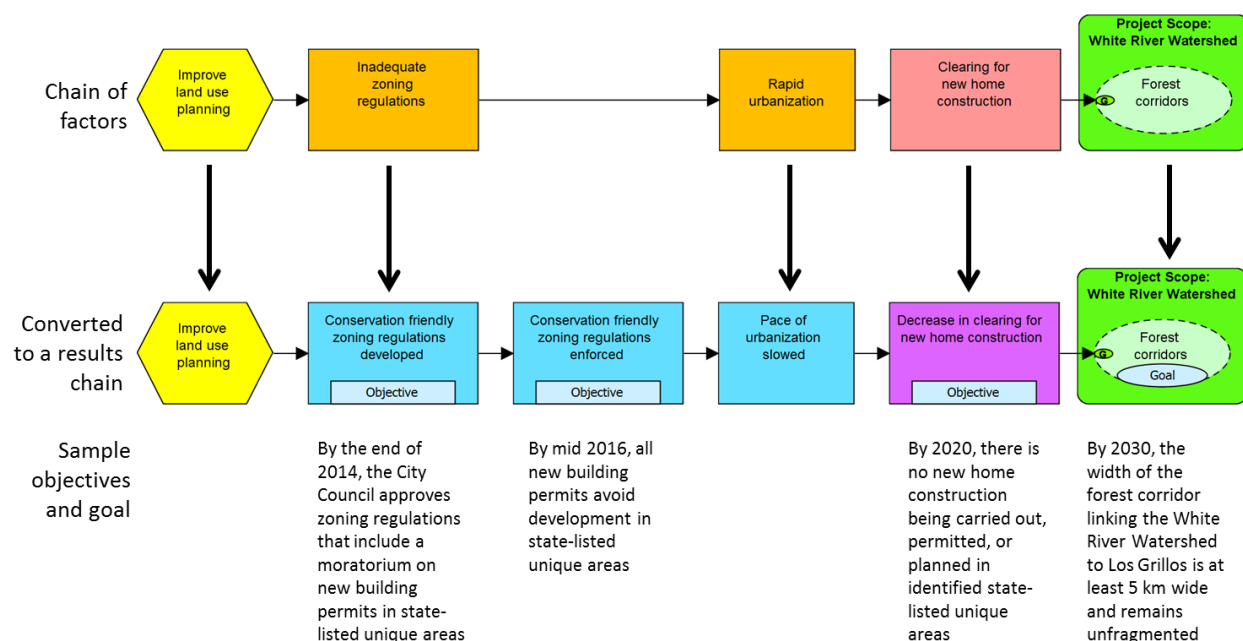 Chain of
factors
Improve
land use
planning
Inadequate
zoning
regulations
Rapid
urbanization
Clearing for
new home
construction
Project Scope:
White River Watershed
G
Forest
corridors
Converted
to a results
chain
Improve
land use
planning
Conservation friendly
zoning regulations
developed
Objective
Conservation friendly
zoning regulations
enforced
Objective
Pace of
urbanization
slowed
Decrease in clearing for
new home construction
Objective
Project Scope:
White River Watershed
G
Forest
corridors
Goal
Sample
objectives
and goal
By the end of
2014, the City
Council approves
zoning regulations
that include a
moratorium on
new building
permits in state-
listed unique areas
By mid 2016, all
new building
permits avoid
development in
state-listed
unique areas
By 2020, there is
no new home
construction
being carried out,
permitted, or
planned in
identified state-
listed unique
areas
By 2030, the
width of the
forest corridor
linking the White
River Watershed
to Los Grillos is at
least 5 km wide
and remains
unfragmented